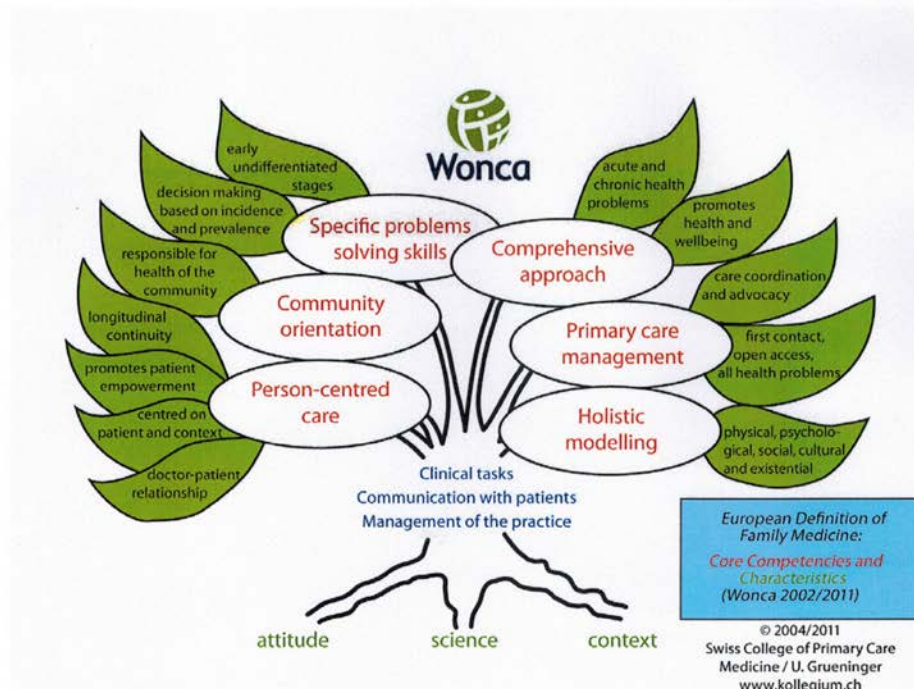 Wonca
early
undifferentiated
stages
decision making
based on incidence
and prevalence
responsible for
health of the
community
longitudinal
continuity
promotes patient
empowerment
centred on
patient and context
doctor-patient
relationship
Specific problems
solving skills
Community
orientation
Person-centred
care
acute and
chronic health
problems
promotes
health and
wellbeing
care coordination
and advocacy
first contact,
open access,
all health problems
physical, psycholo-
gical, social, cultural
and existential
Comprehensive
approach
Primary care
management
Holistic
modelling
Clinical tasks
Communication with patients
Management of the practice
attitude
science
context
European Definition of
Family Medicine:
Core Competencies and
Characteristics
(Wonca 2002/2011)
© 2004/2011
Swiss College of Primary Care
Medicine / U. Grueninger
www.kollegium.ch